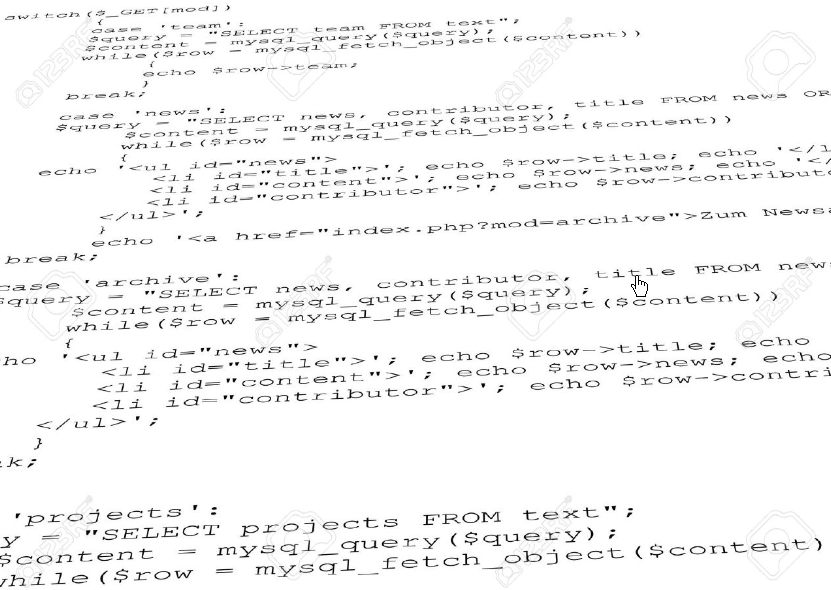 switch($_GET[mod])
{
case 'team':
$query = "SELECT team FROM text";
$content = mysql_query($query);
while($row = mysql_fetch_object($content))
{
echo $row->team;
}
break;
case 'news':
$query = "SELECT news, contributor, title FROM news OR
$content = mysql_query($query);
while($row = mysql_fetch_object($content))
{
echo '<ul id="news">
<li id="title">'; echo $row->title; echo '</l
<li id="content">'; echo $row->news; echo '</
<li id="contributor">'; echo $row->contribut
</ul>';
}
echo '<a href="index.php?mod=archive">Zum News
break;
case 'archive':
$query = "SELECT news, contributor, title FROM new
$content = mysql_query($query);
while($row = mysql_fetch_object($content))
{
ho '<ul id="news">
<li id="title">'; echo $row->title; echo
<li id="content">'; echo $row->news; echo
<li id="contributor">'; echo $row->contri
</ul>';
}
k;
'projects':
y = "SELECT projects FROM text";
$content = mysql_query($query);
while($row = mysql_fetch_object($content)